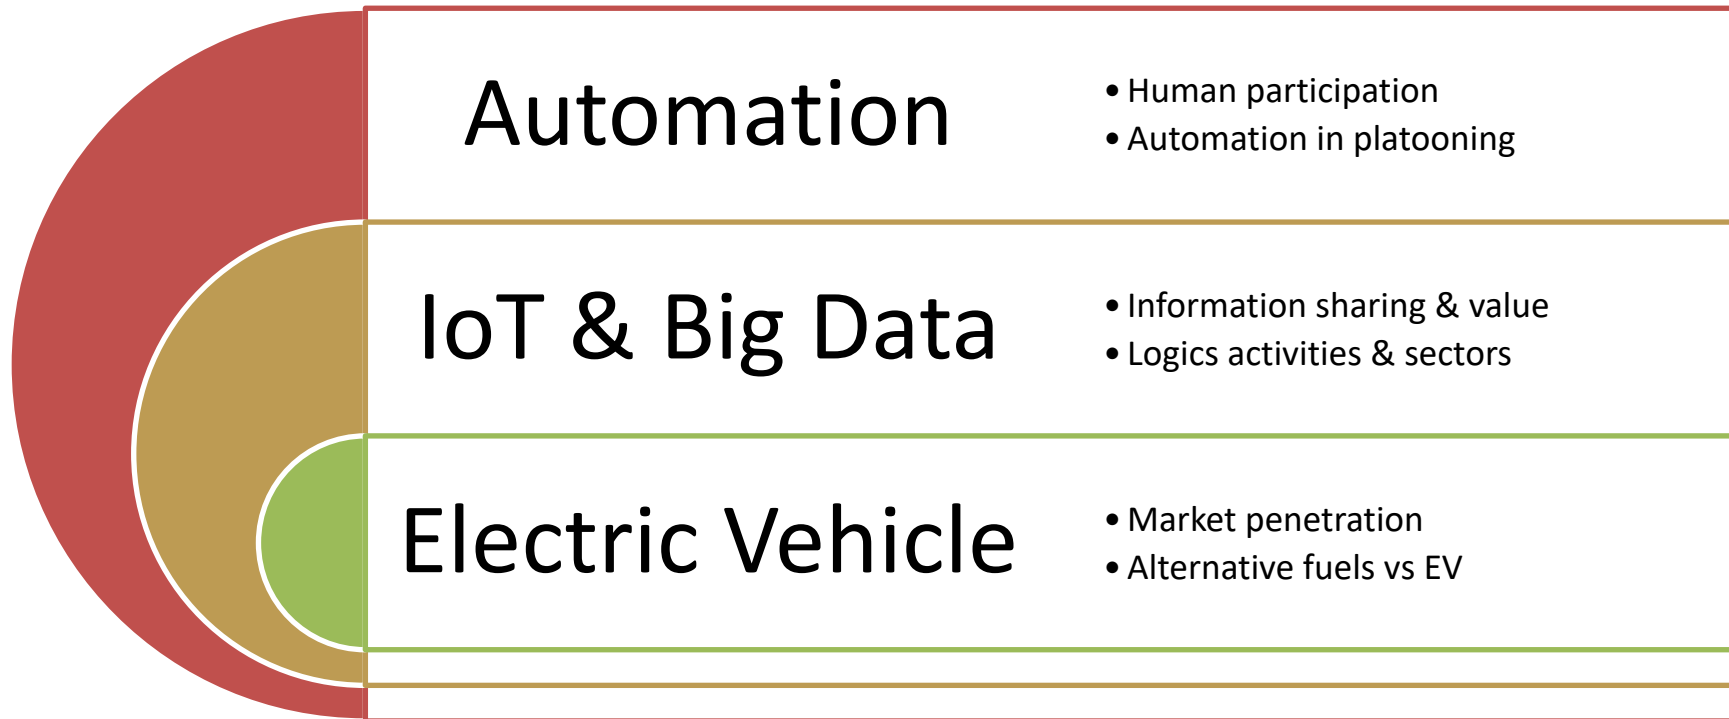 Automation
• Human participation
• Automation in platooning
IoT & Big Data
• Information sharing & value
• Logics activities & sectors
Electric Vehicle
• Market penetration
• Alternative fuels vs EV